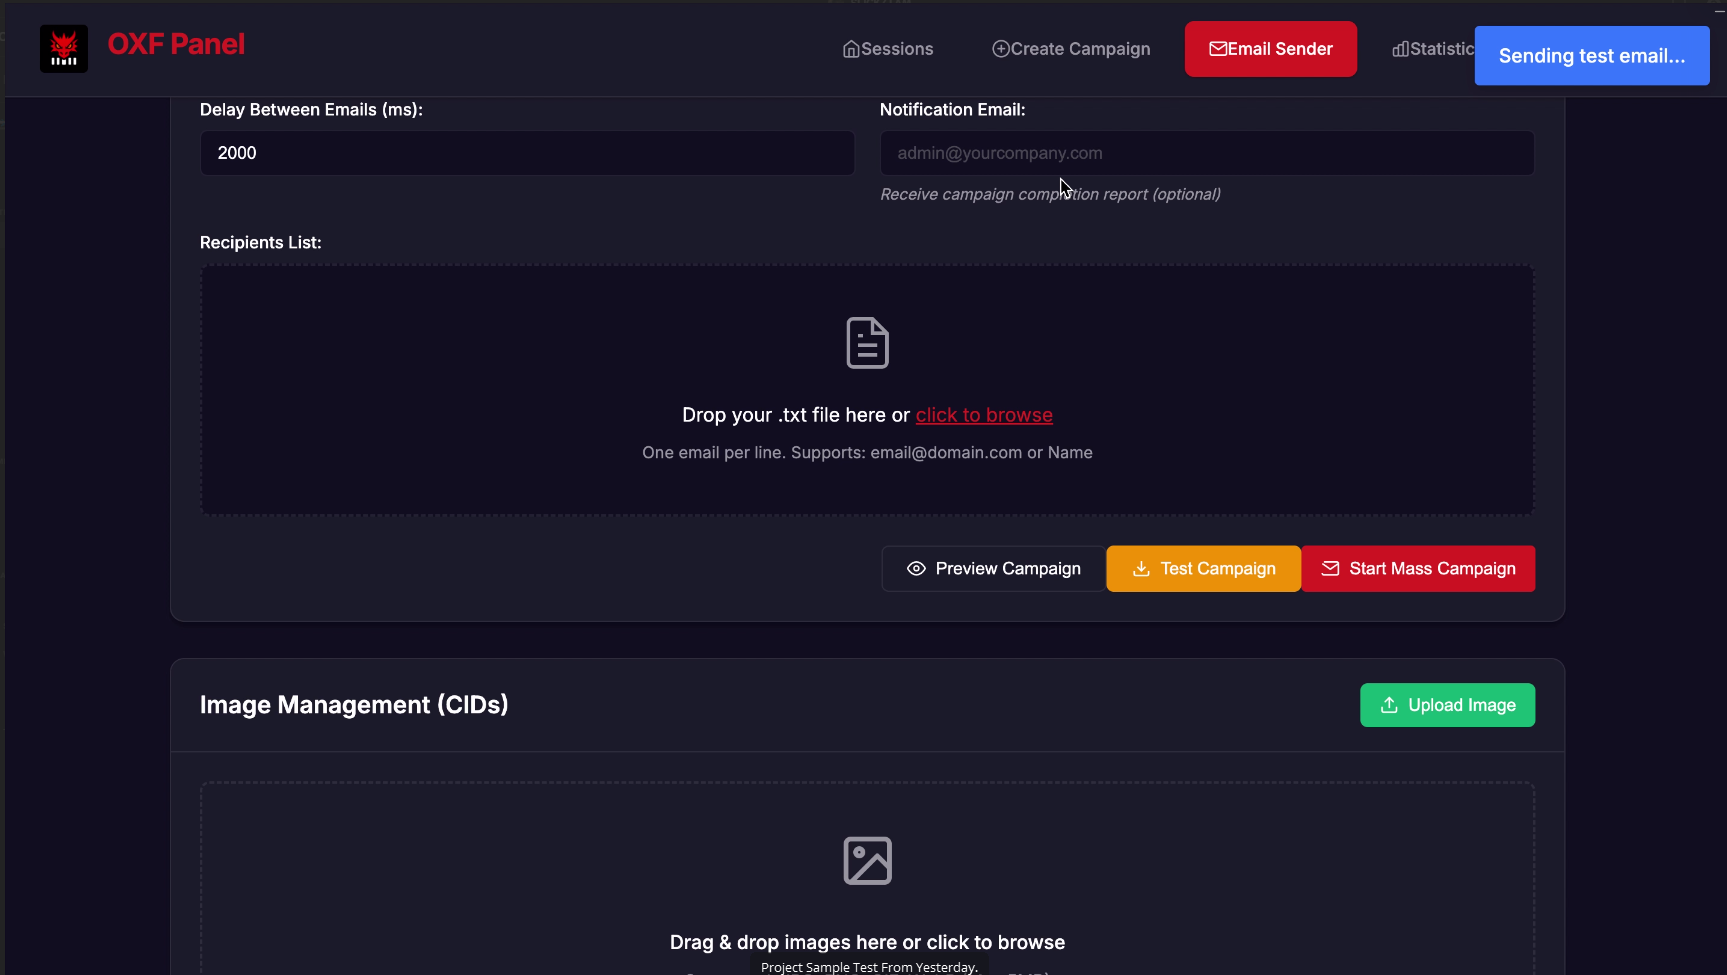 OXF Panel
Sessions
Create Campaign
Email Sender
Statistic
Sending test email...
Delay Between Emails (ms):
2000
Notification Email:
admin@yourcompany.com
Receive campaign completion report (optional)
Recipients List:
Drop your .txt file here or click to browse
One email per line. Supports: email@domain.com or Name
Preview Campaign
Test Campaign
Start Mass Campaign
Image Management (CIDs)
Upload Image
Drag & drop images here or click to browse
Project Sample Test From Yesterday.